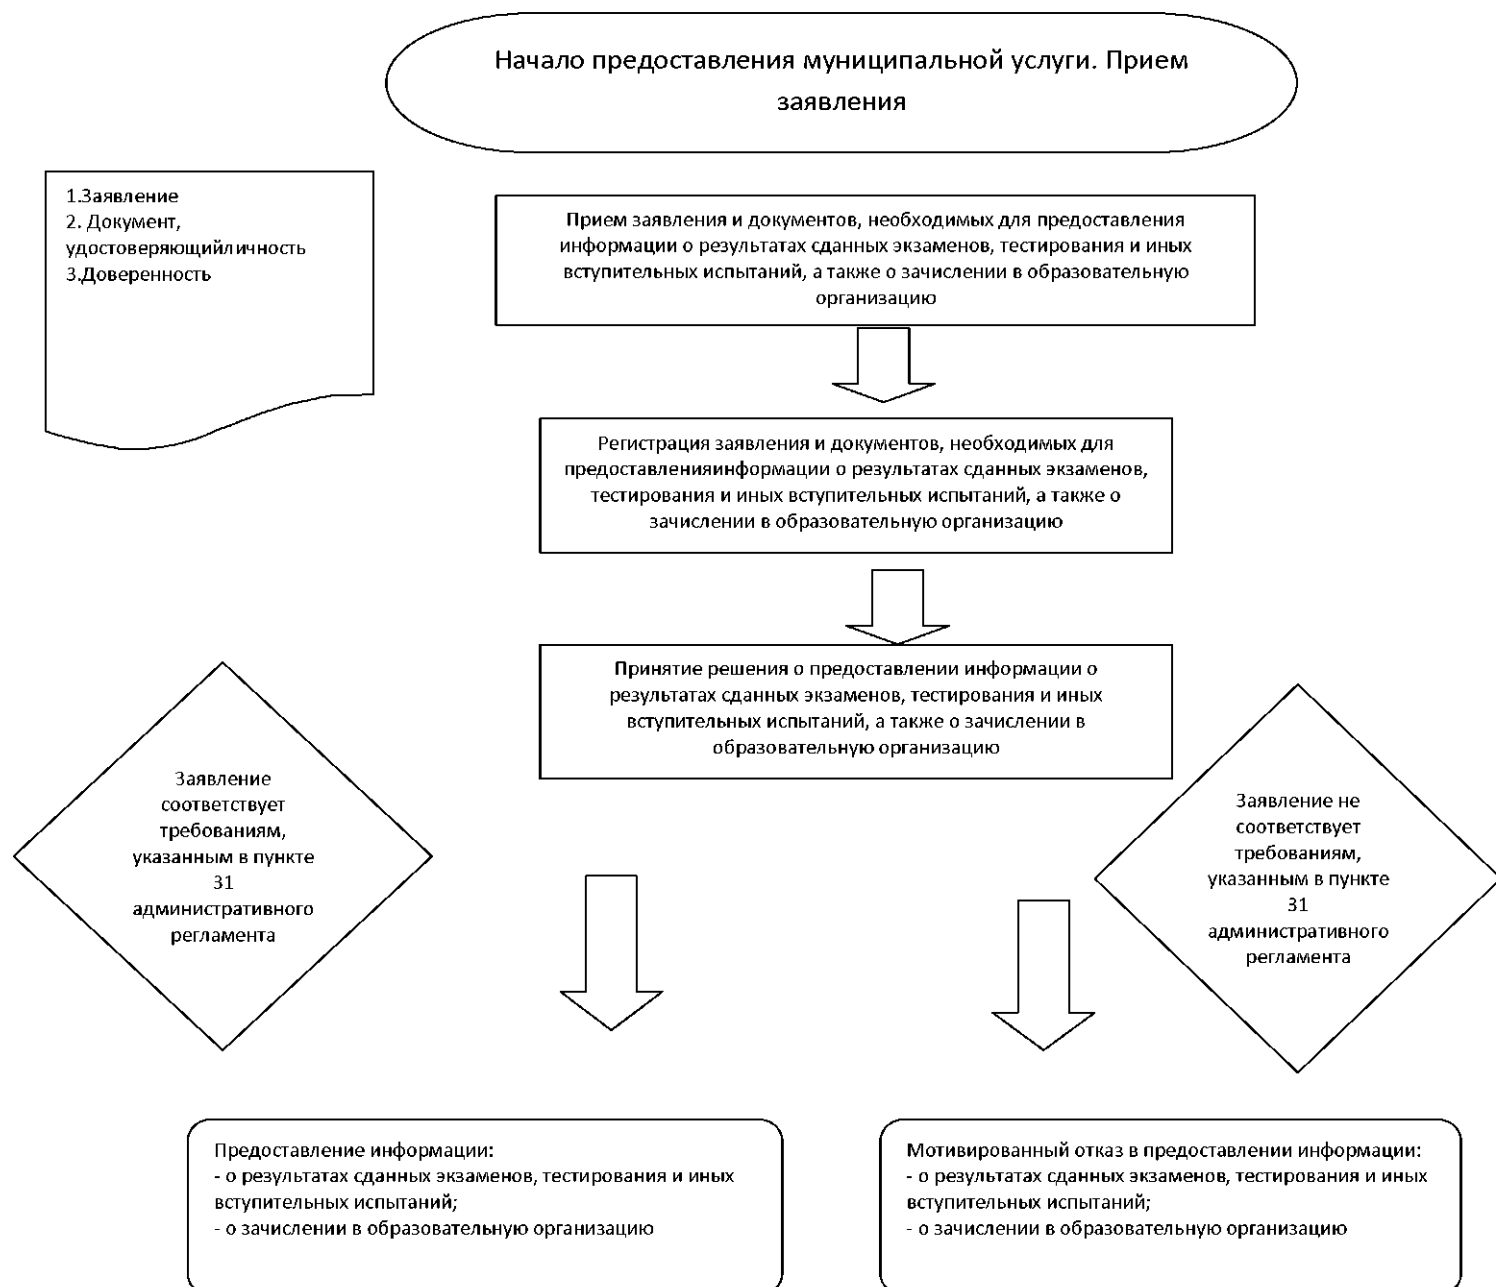 Начало предоставления муниципальной услуги. Прием
заявления
1.Заявление
2. Документ,
удостоверяющийличность
3.Доверенность
Прием заявления и документов, необходимых для предоставления
информации о результатах сданных экзаменов, тестирования и иных
вступительных испытаний, а также о зачислении в образовательную
организацию
Регистрация заявления и документов, необходимых для
предоставленияинформации о результатах сданных экзаменов,
тестирования и иных вступительных испытаний, а также о
зачислении в образовательную организацию
Принятие решения о предоставлении информации о
результатах сданных экзаменов, тестирования и иных
вступительных испытаний, а также о зачислении в
образовательную организацию
Заявление
соответствует
требованиям,
указанным в пункте
31
административного
регламента
Заявление не
соответствует
требованиям,
указанным в пункте
31
административного
регламента
Предоставление информации:
- о результатах сданных экзаменов, тестирования и иных
вступительных испытаний;
- о зачислении в образовательную организацию
Мотивированный отказ в предоставлении информации:
- о результатах сданных экзаменов, тестирования и иных
вступительных испытаний;
- о зачислении в образовательную организацию